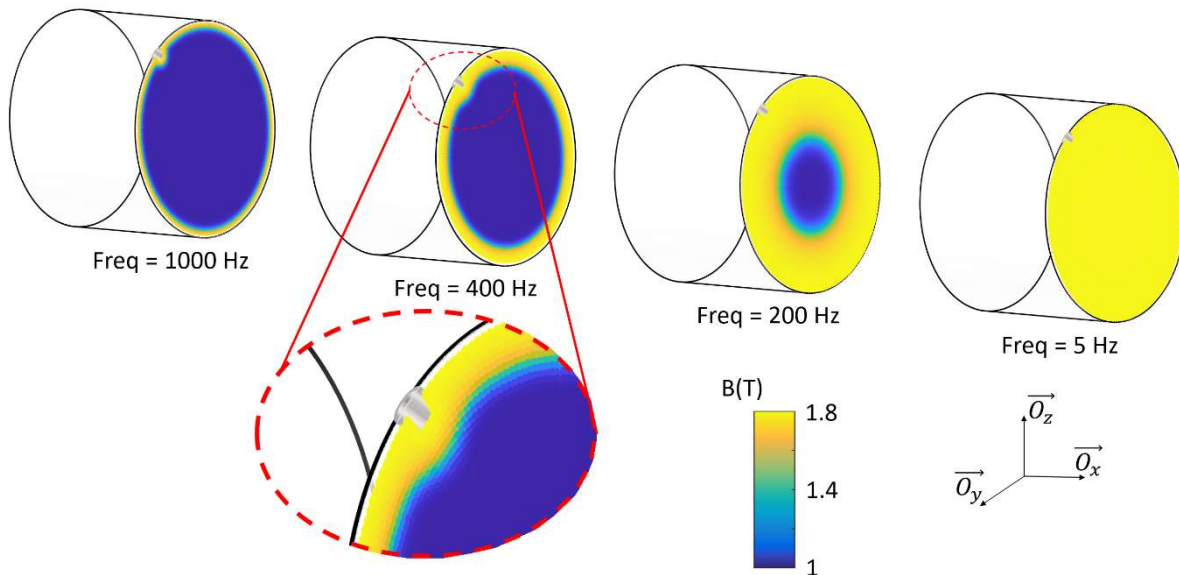 Freq = 1000 Hz
Freq = 400 Hz
Freq = 200 Hz
Freq = 5 Hz
B(T)
1.8
1.4
1
O_z
O_x
O_y